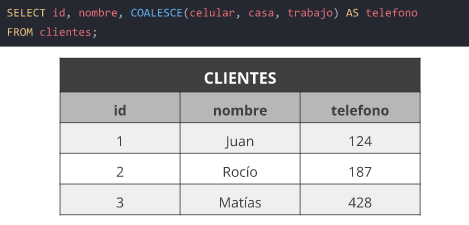 SELECT id, nombre, COALESCE(celular, casa, trabajo) AS telefono
FROM clientes;
CLIENTES
id nombre telefono
1 Juan 124
2 Rocío 187
3 Matías 428